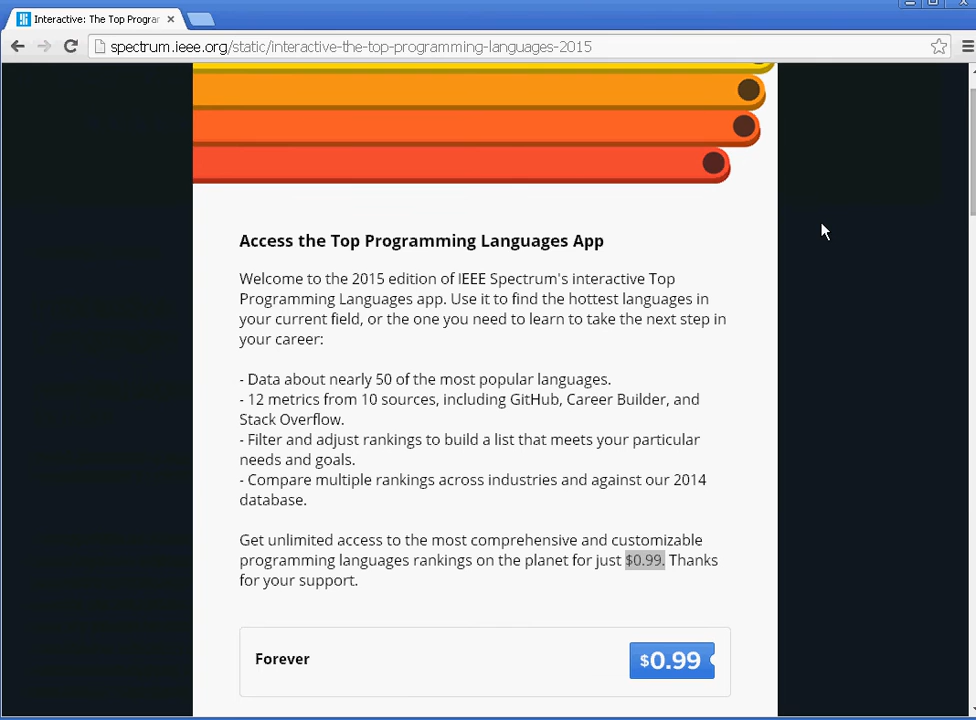 Interactive: The Top Prograr
spectrum.ieee.org/static/interactive-the-top-programming-languages-2015
Access the Top Programming Languages App
Welcome to the 2015 edition of IEEE Spectrum's interactive Top
Programming Languages app. Use it to find the hottest languages in
your current field, or the one you need to learn to take the next step in
your career:
- Data about nearly 50 of the most popular languages.
- 12 metrics from 10 sources, including GitHub, Career Builder, and
Stack Overflow.
- Filter and adjust rankings to build a list that meets your particular
needs and goals.
- Compare multiple rankings across industries and against our 2014
database.
Get unlimited access to the most comprehensive and customizable
programming languages rankings on the planet for just $0.99. Thanks
for your support.
Forever
$0.99